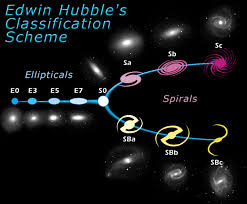 Edwin Hubble's
Classification
Scheme
Ellipticals
E0 E3 E5 E7 S0
Sa Sb Sc
Spirals
SBa SBb SBc